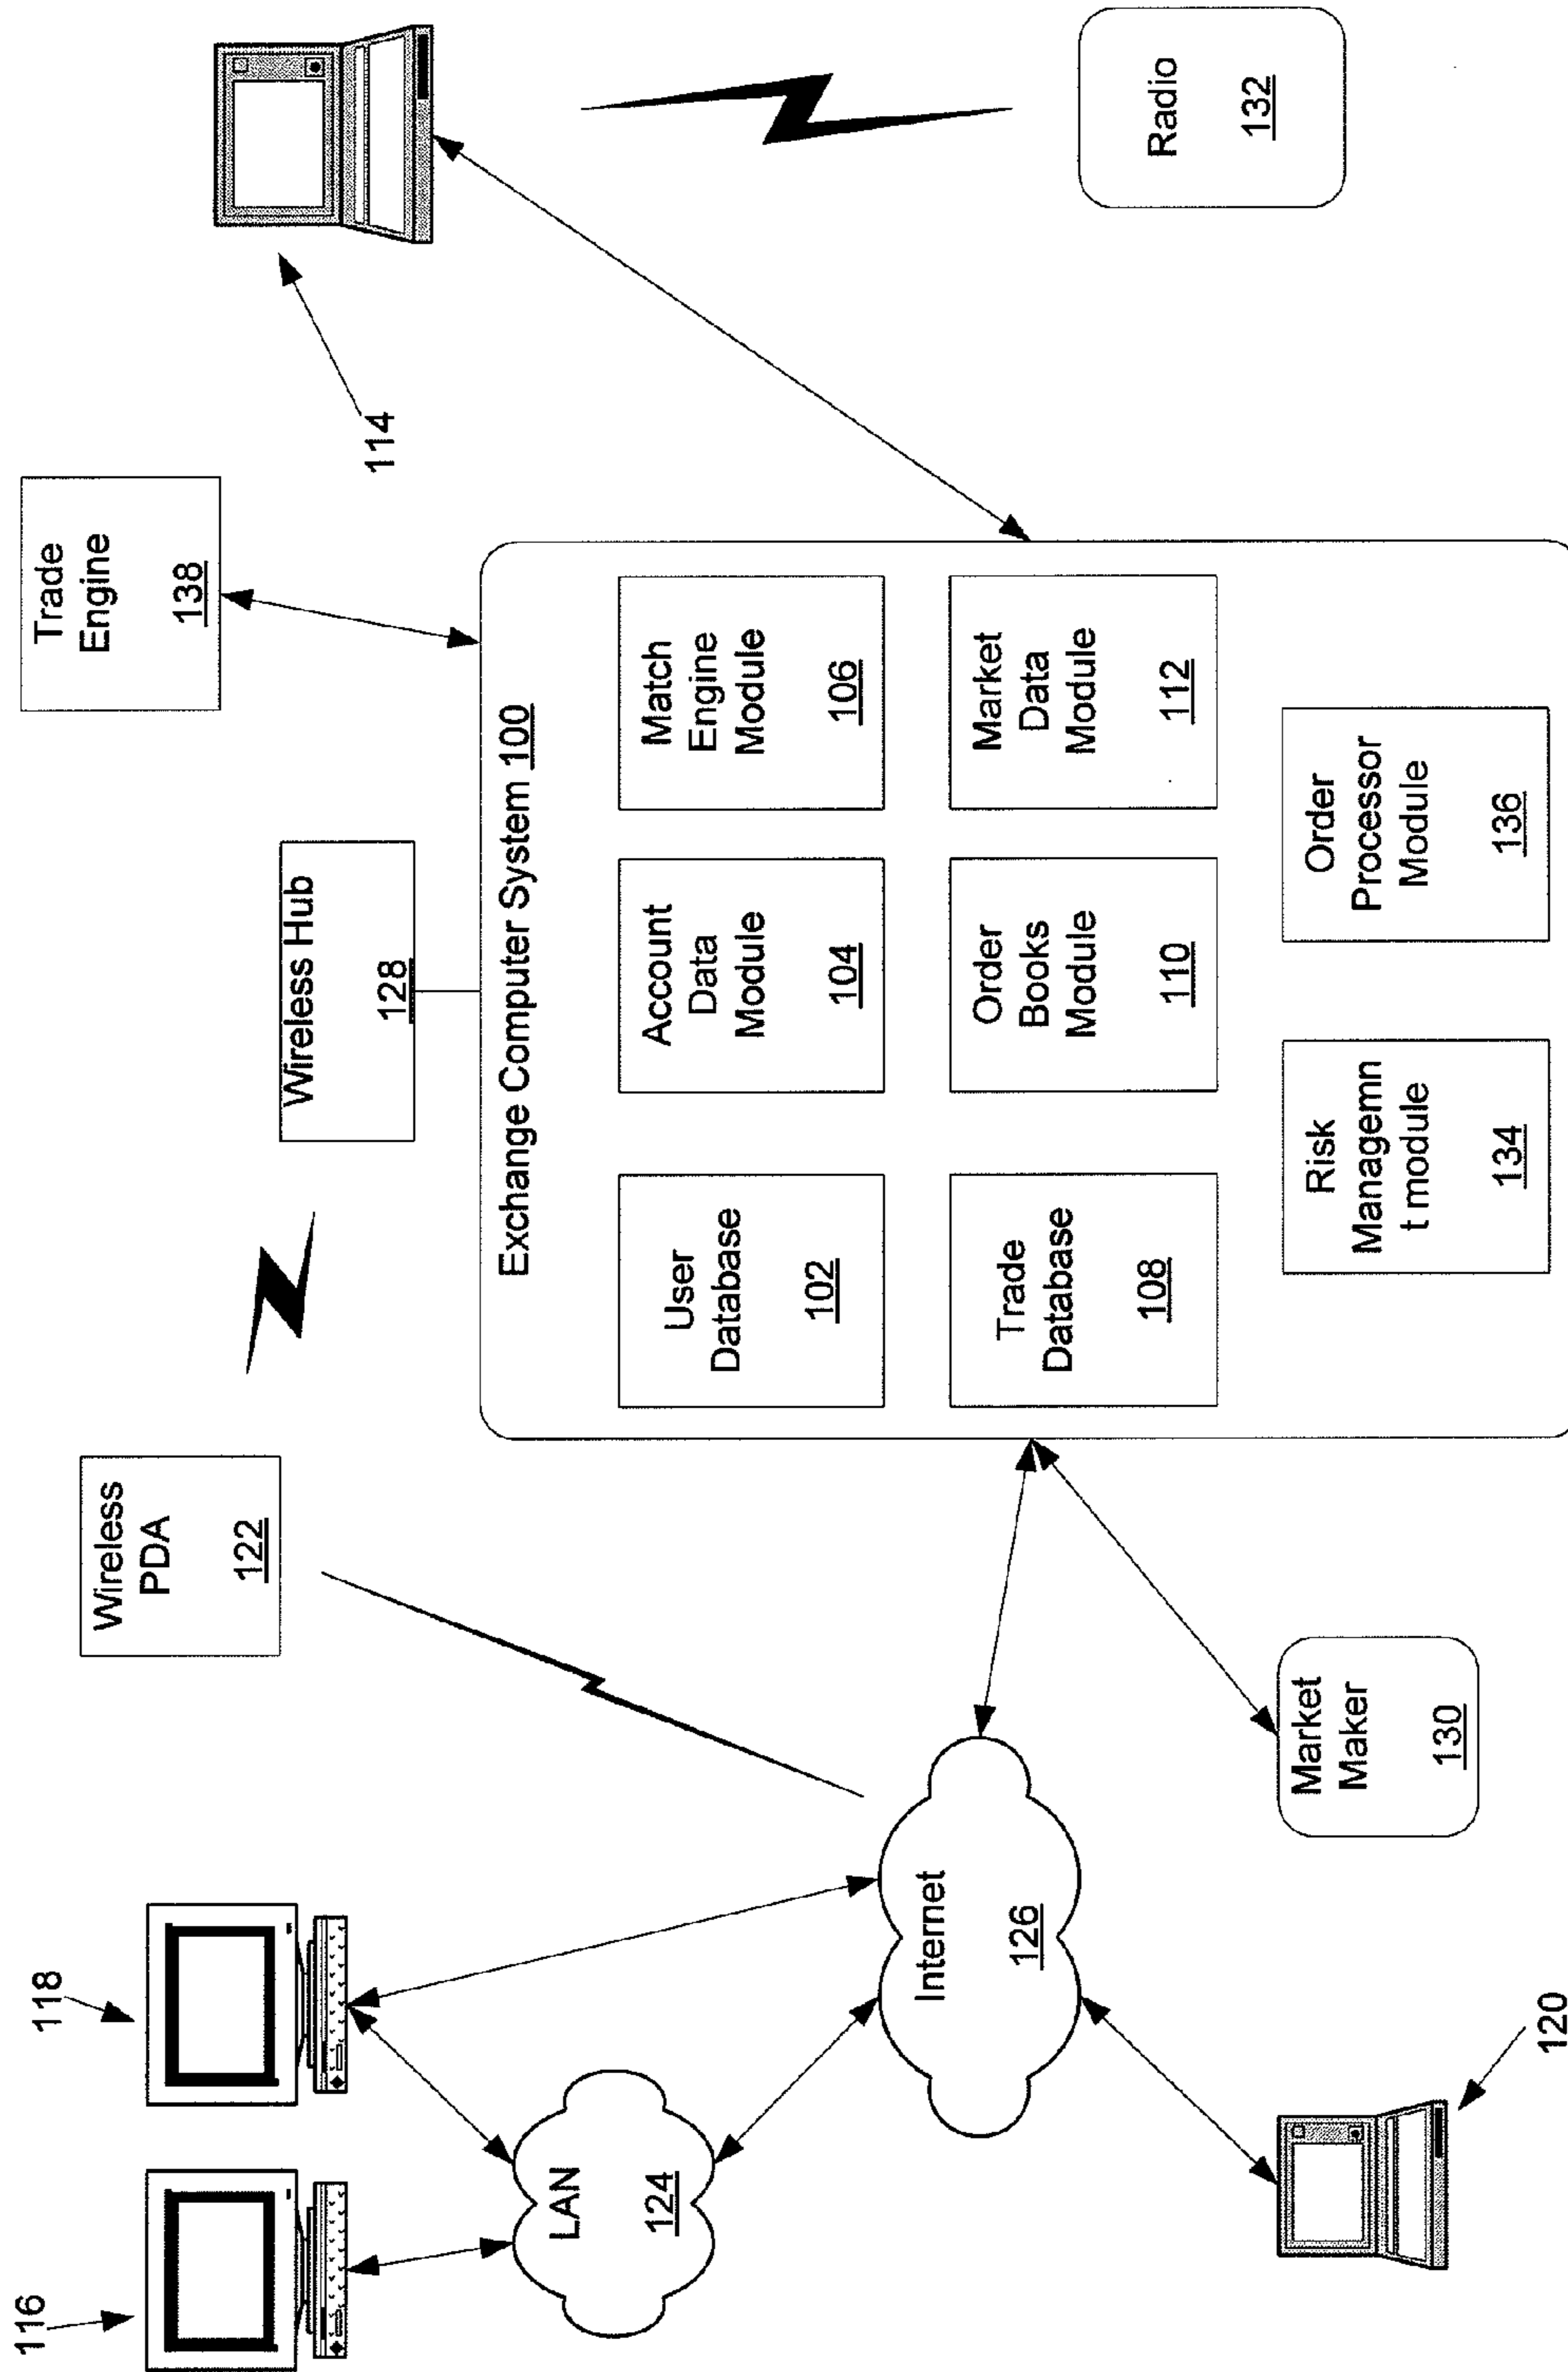 116
118
Wireless
PDA
122
Wireless Hub
128
Trade
Engine
138
114
LAN
124
Internet
126
Exchange Computer System 100
User
Database
102
Account
Data
Module
104
Match
Engine
Module
106
Trade
Database
108
Order
Books
Module
110
Market
Data
Module
112
Risk
Managemn
t module
134
Order
Processor
Module
136
Market
Maker
130
Radio
132
120